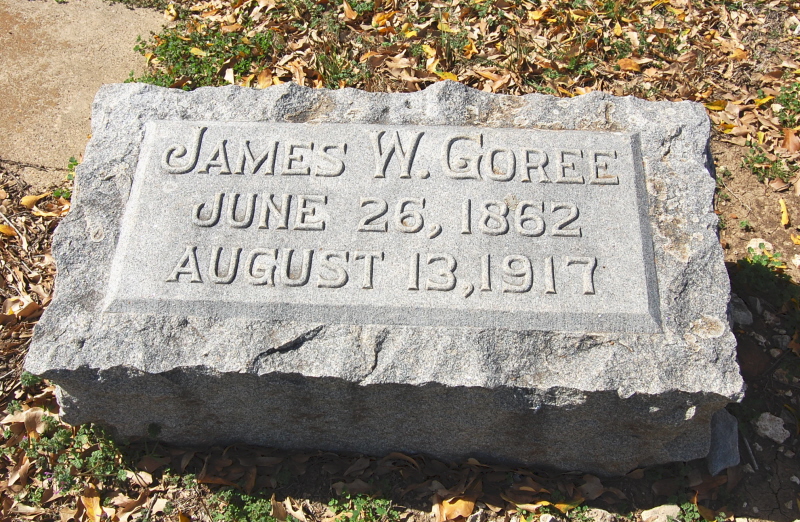 JAMES W. GOREE
JUNE 26, 1862
AUGUST 13, 1917